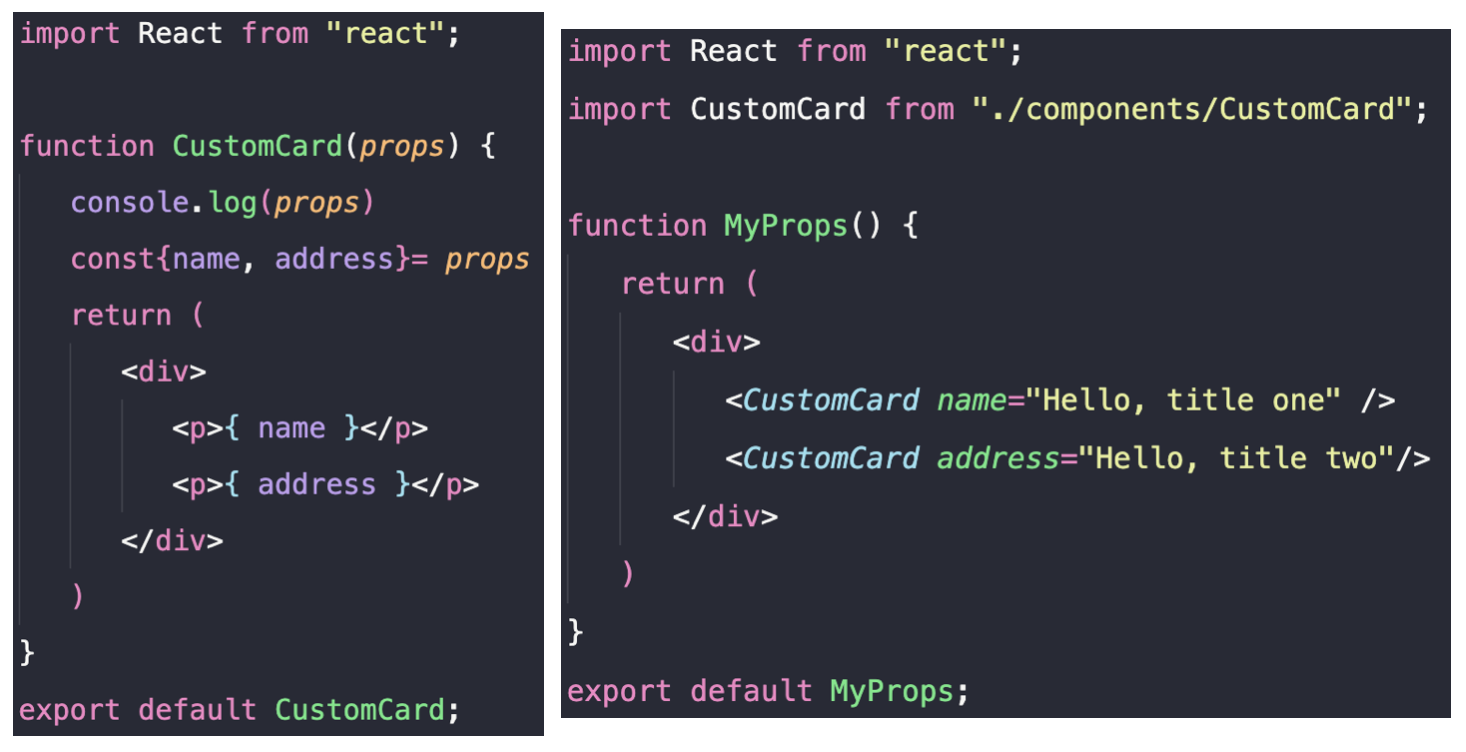 import React from "react";
function CustomCard(props) {
console.log(props)
const{name, address}= props
return (
<div>
<p>{ name }</p>
<p>{ address }</p>
</div>
)
}
export default CustomCard;
import React from "react";
import CustomCard from "./components/CustomCard";
function MyProps() {
return (
<div>
<CustomCard name="Hello, title one" />
<CustomCard address="Hello, title two"/>
</div>
)
}
export default MyProps;